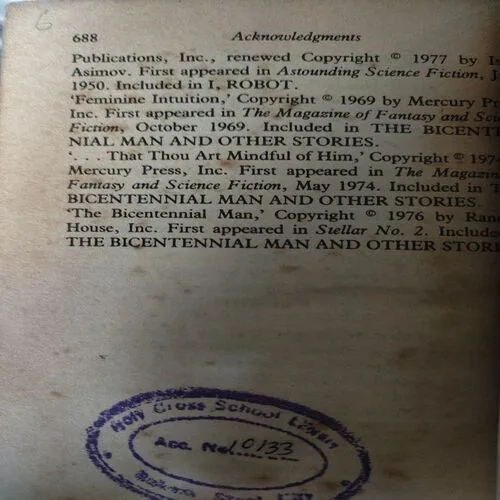 6
688 Acknowledgments
Publications, Inc., renewed Copyright © 1977 by
Asimov. First appeared in Astounding Science Fiction,
1950. Included in I, ROBOT.
‘Feminine Intuition,’ Copyright © 1969 by Mercury
Inc. First appeared in The Magazine of Fantasy and
Fiction, October 1969. Included in THE
NIAL MAN AND OTHER STORIES.
‘. . . That Thou Art Mindful of Him,’ Copyright ©
Mercury Press, Inc. First appeared in The
Fantasy and Science Fiction, May 1974. Included in
BICENTENNIAL MAN AND OTHER STORIES.
‘The Bicentennial Man,’ Copyright © 1976 by
House, Inc. First appeared in Stellar No. 2.
THE BICENTENNIAL MAN AND OTHER
Holy Cross School Library
Acc. No. 10133